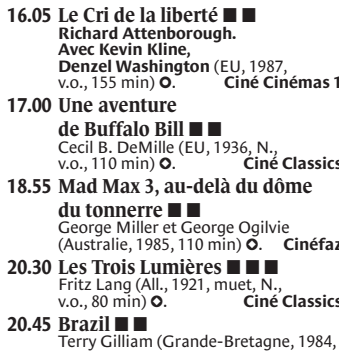 16.05 Le Cri de la liberté ■ ■
Richard Attenborough.
Avec Kevin Kline,
Denzel Washington (EU, 1987,
v.o., 155 min) ✪. Ciné Cinémas 1
17.00 Une aventure
de Buffalo Bill ■ ■
Cecil B. DeMille (EU, 1936, N.,
v.o., 110 min) ✪. Ciné Classics
18.55 Mad Max 3, au-delà du dôme
du tonnerre ■ ■
George Miller et George Ogilvie
(Australie, 1985, 110 min) ✪. Cinéfaz
20.30 Les Trois Lumières ■ ■ ■
Fritz Lang (All., 1921, muet, N.,
v.o., 80 min) ✪. Ciné Classics
20.45 Brazil ■ ■
Terry Gilliam (Grande-Bretagne, 1984,